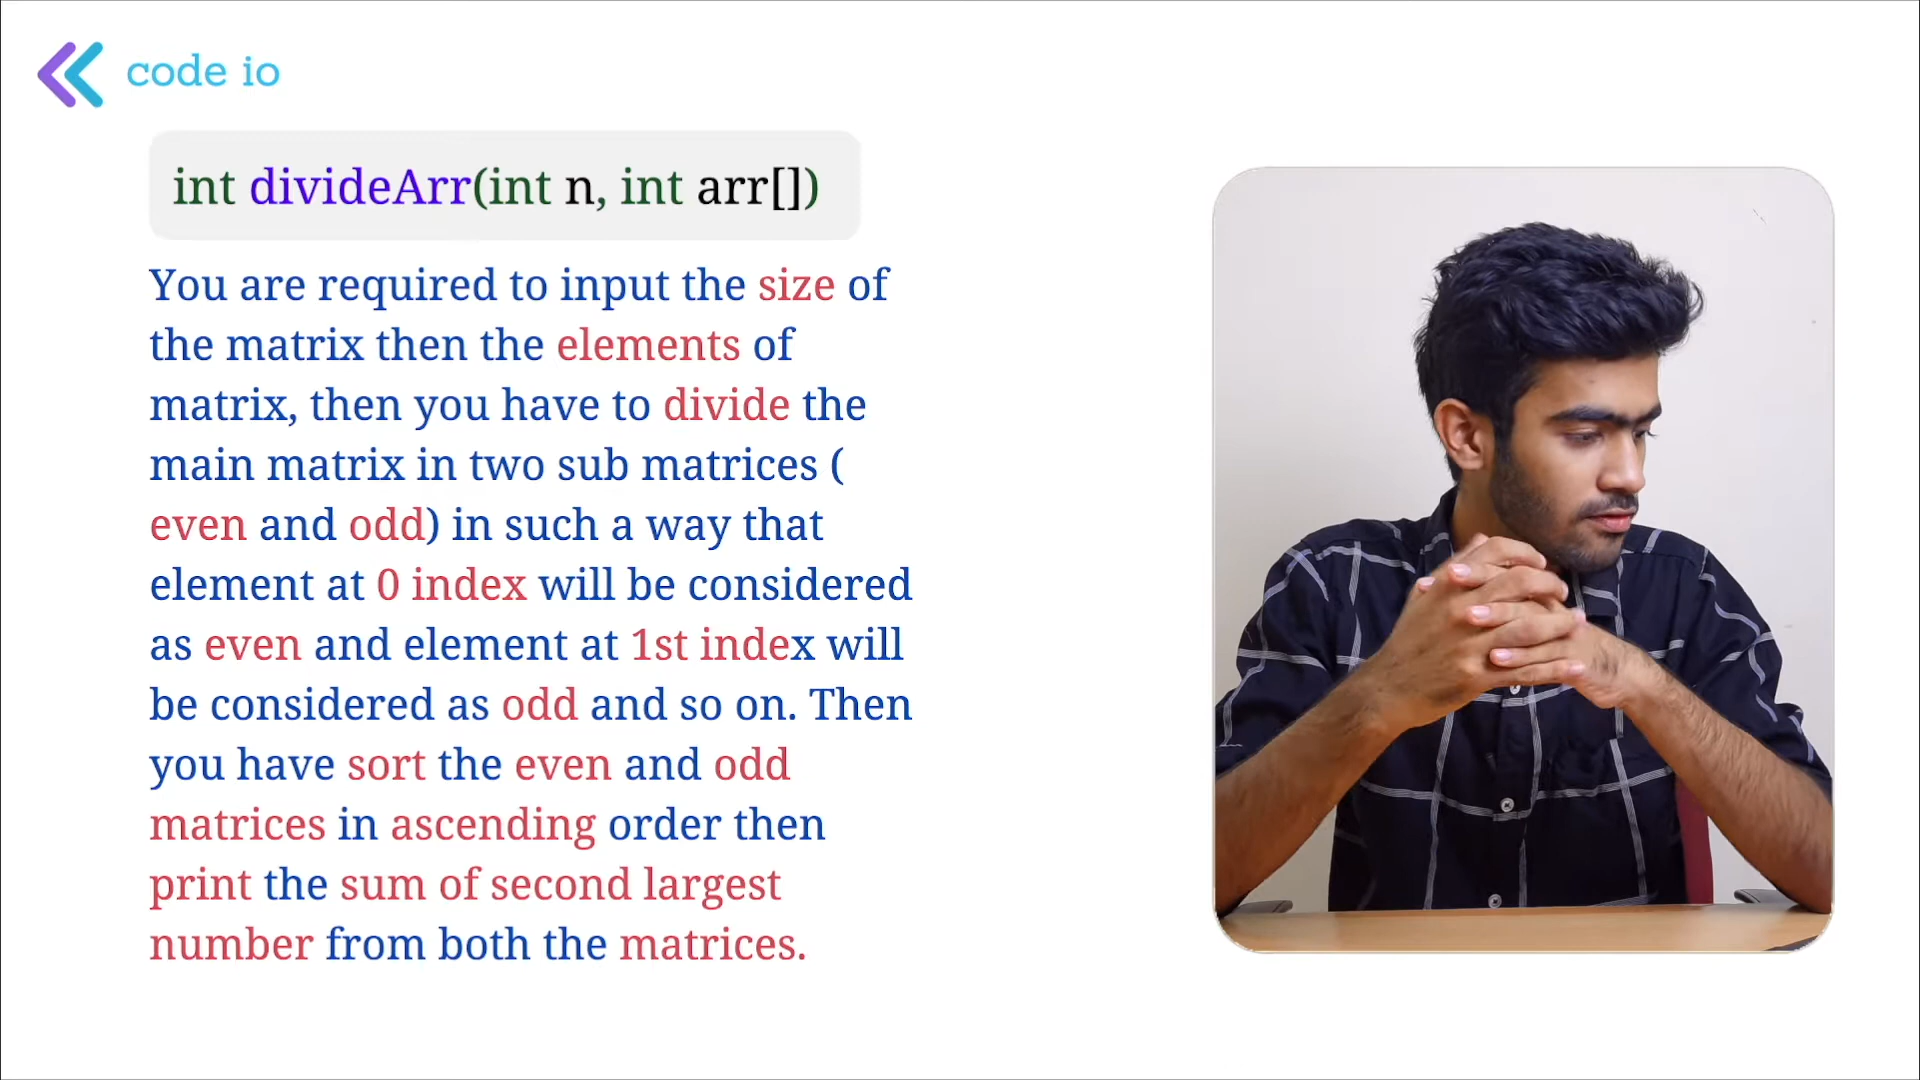 code io
int divideArr(int n, int arr[])
You are required to input the size of
the matrix then the elements of
matrix, then you have to divide the
main matrix in two sub matrices (
even and odd) in such a way that
element at 0 index will be considered
as even and element at 1st index will
be considered as odd and so on. Then
you have sort the even and odd
matrices in ascending order then
print the sum of second largest
number from both the matrices.